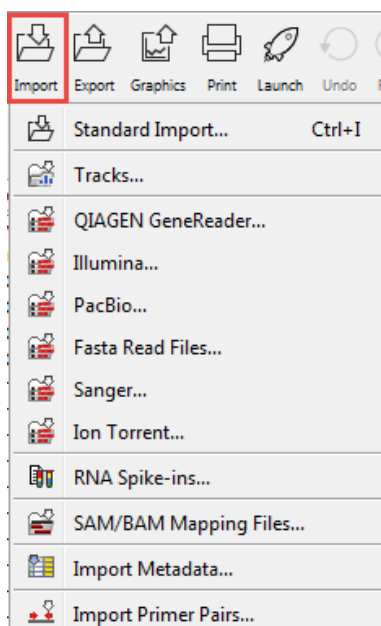 Import Export Graphics Print Launch Undo
Standard Import... Ctrl+I
Tracks...
QIAGEN GeneReader...
Illumina...
PacBio...
Fasta Read Files...
Sanger...
Ion Torrent...
RNA Spike-ins...
SAM/BAM Mapping Files...
Import Metadata...
Import Primer Pairs...